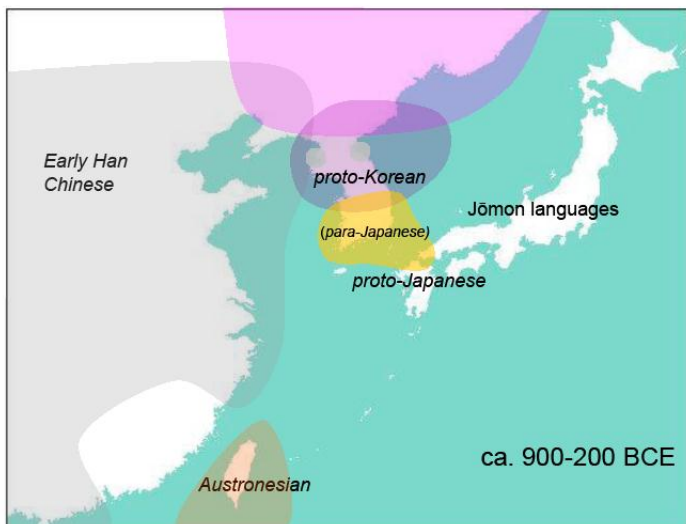 Early Han
Chinese
proto-Korean
Jōmon languages
(para-Japanese)
proto-Japanese
ca. 900-200 BCE
Austronesian